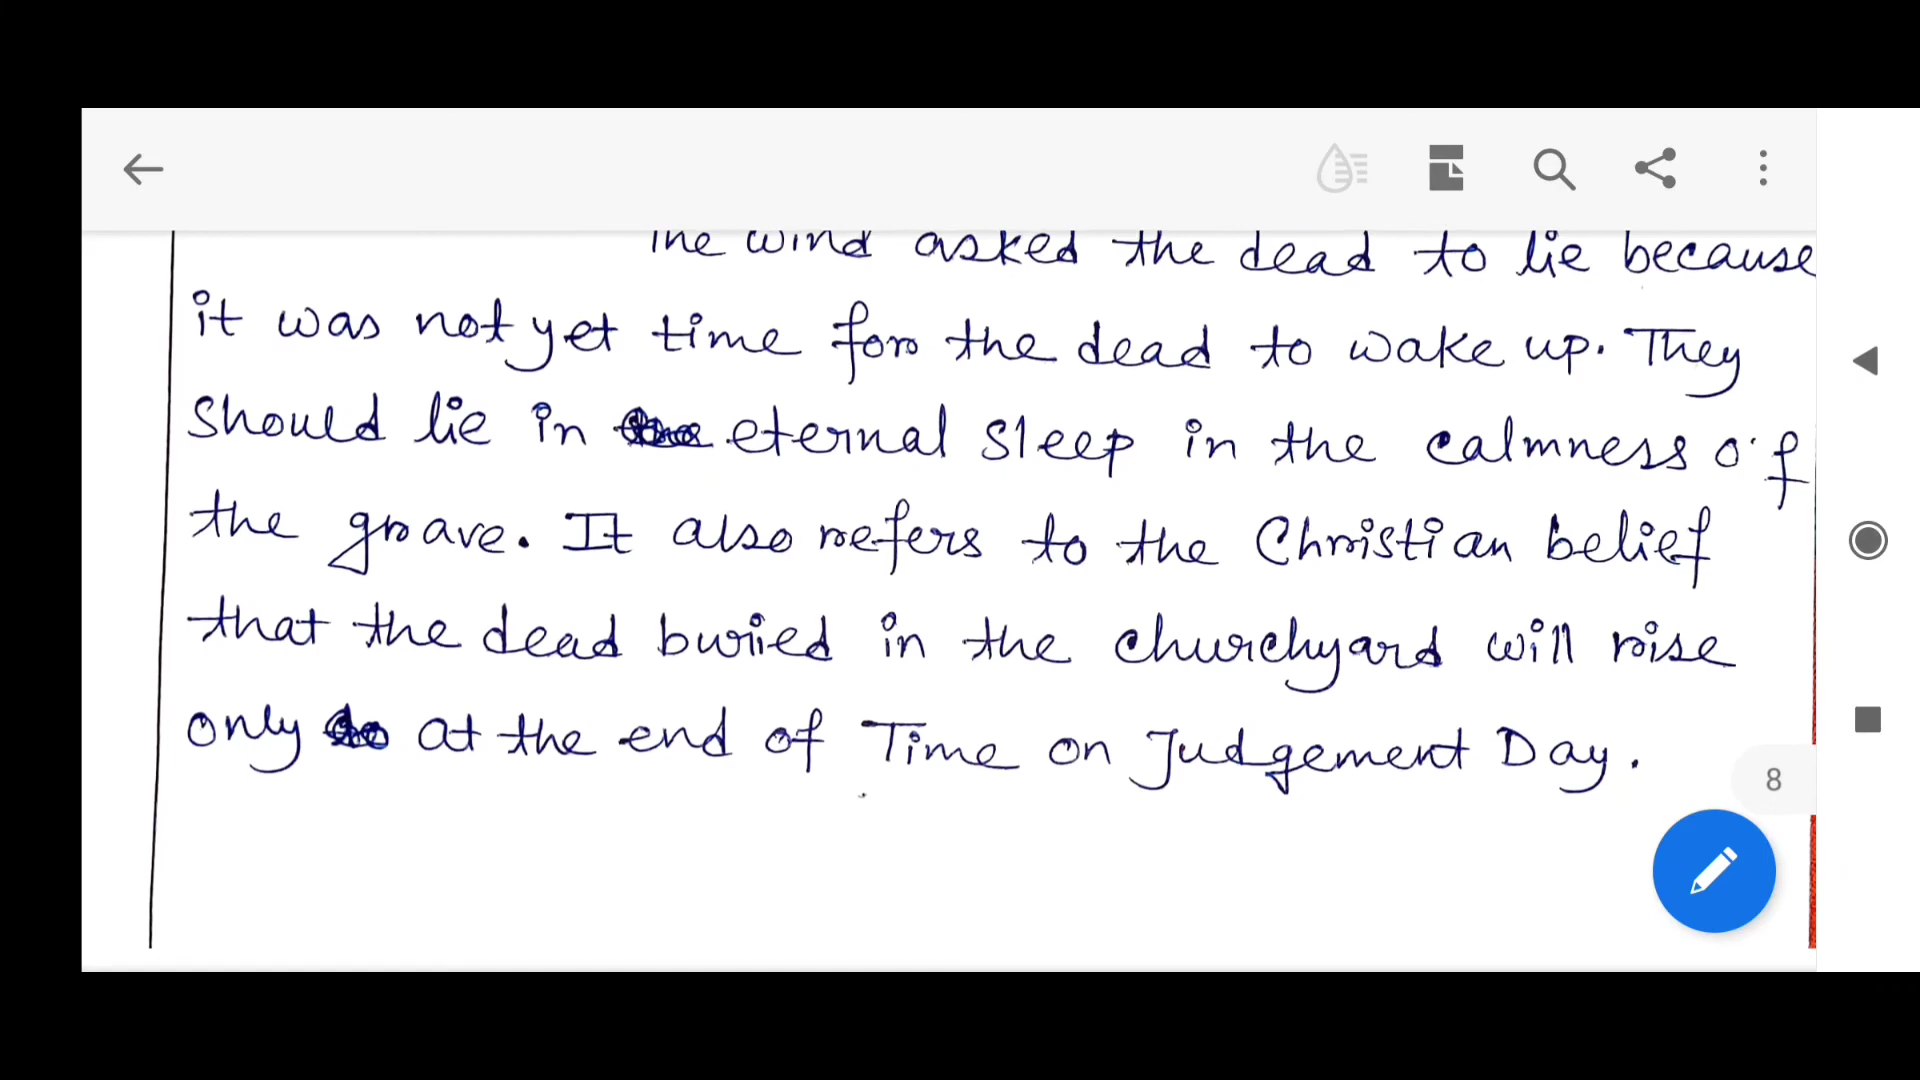 The wind asked the dead to lie because
it was not yet time for the dead to wake up. They
should lie in eternal sleep in the calmness of
the grave. It also refers to the Christian belief
that the dead buried in the churchyard will rise
only at the end of Time on Judgement Day.
8